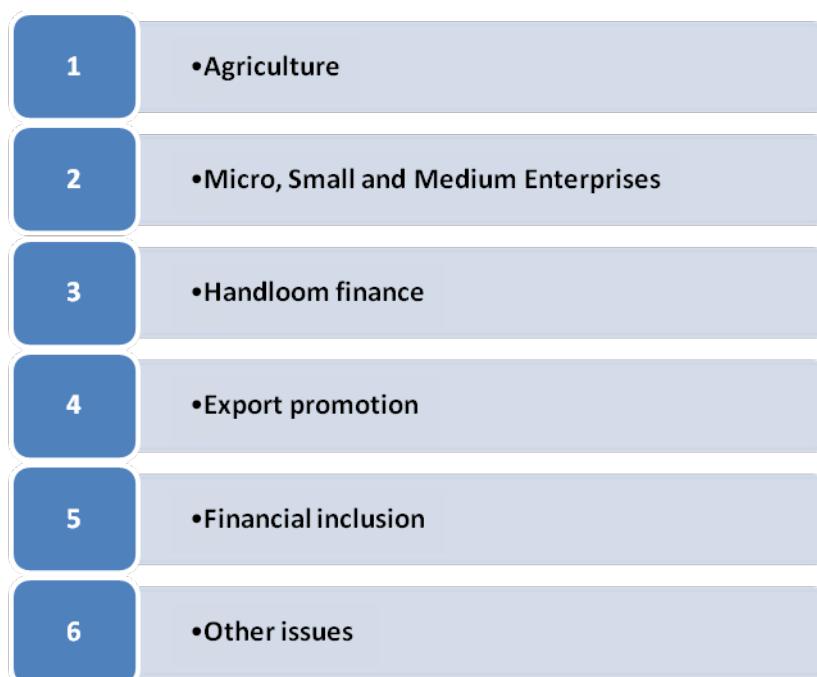 1 •Agriculture
2 •Micro, Small and Medium Enterprises
3 •Handloom finance
4 •Export promotion
5 •Financial inclusion
6 •Other issues